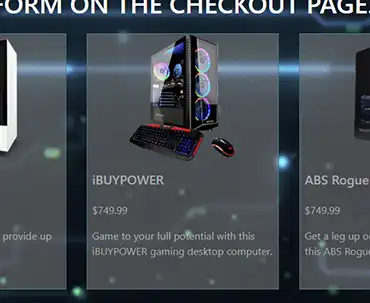 FORM ON THE CHECKOUT PAGE.
iBUYPOWER
ABS Rogue
$749.99
$749.99
provide up
Game to your full potential with this
Get a leg up o
iBUYPOWER gaming desktop computer.
this ABS Rogue